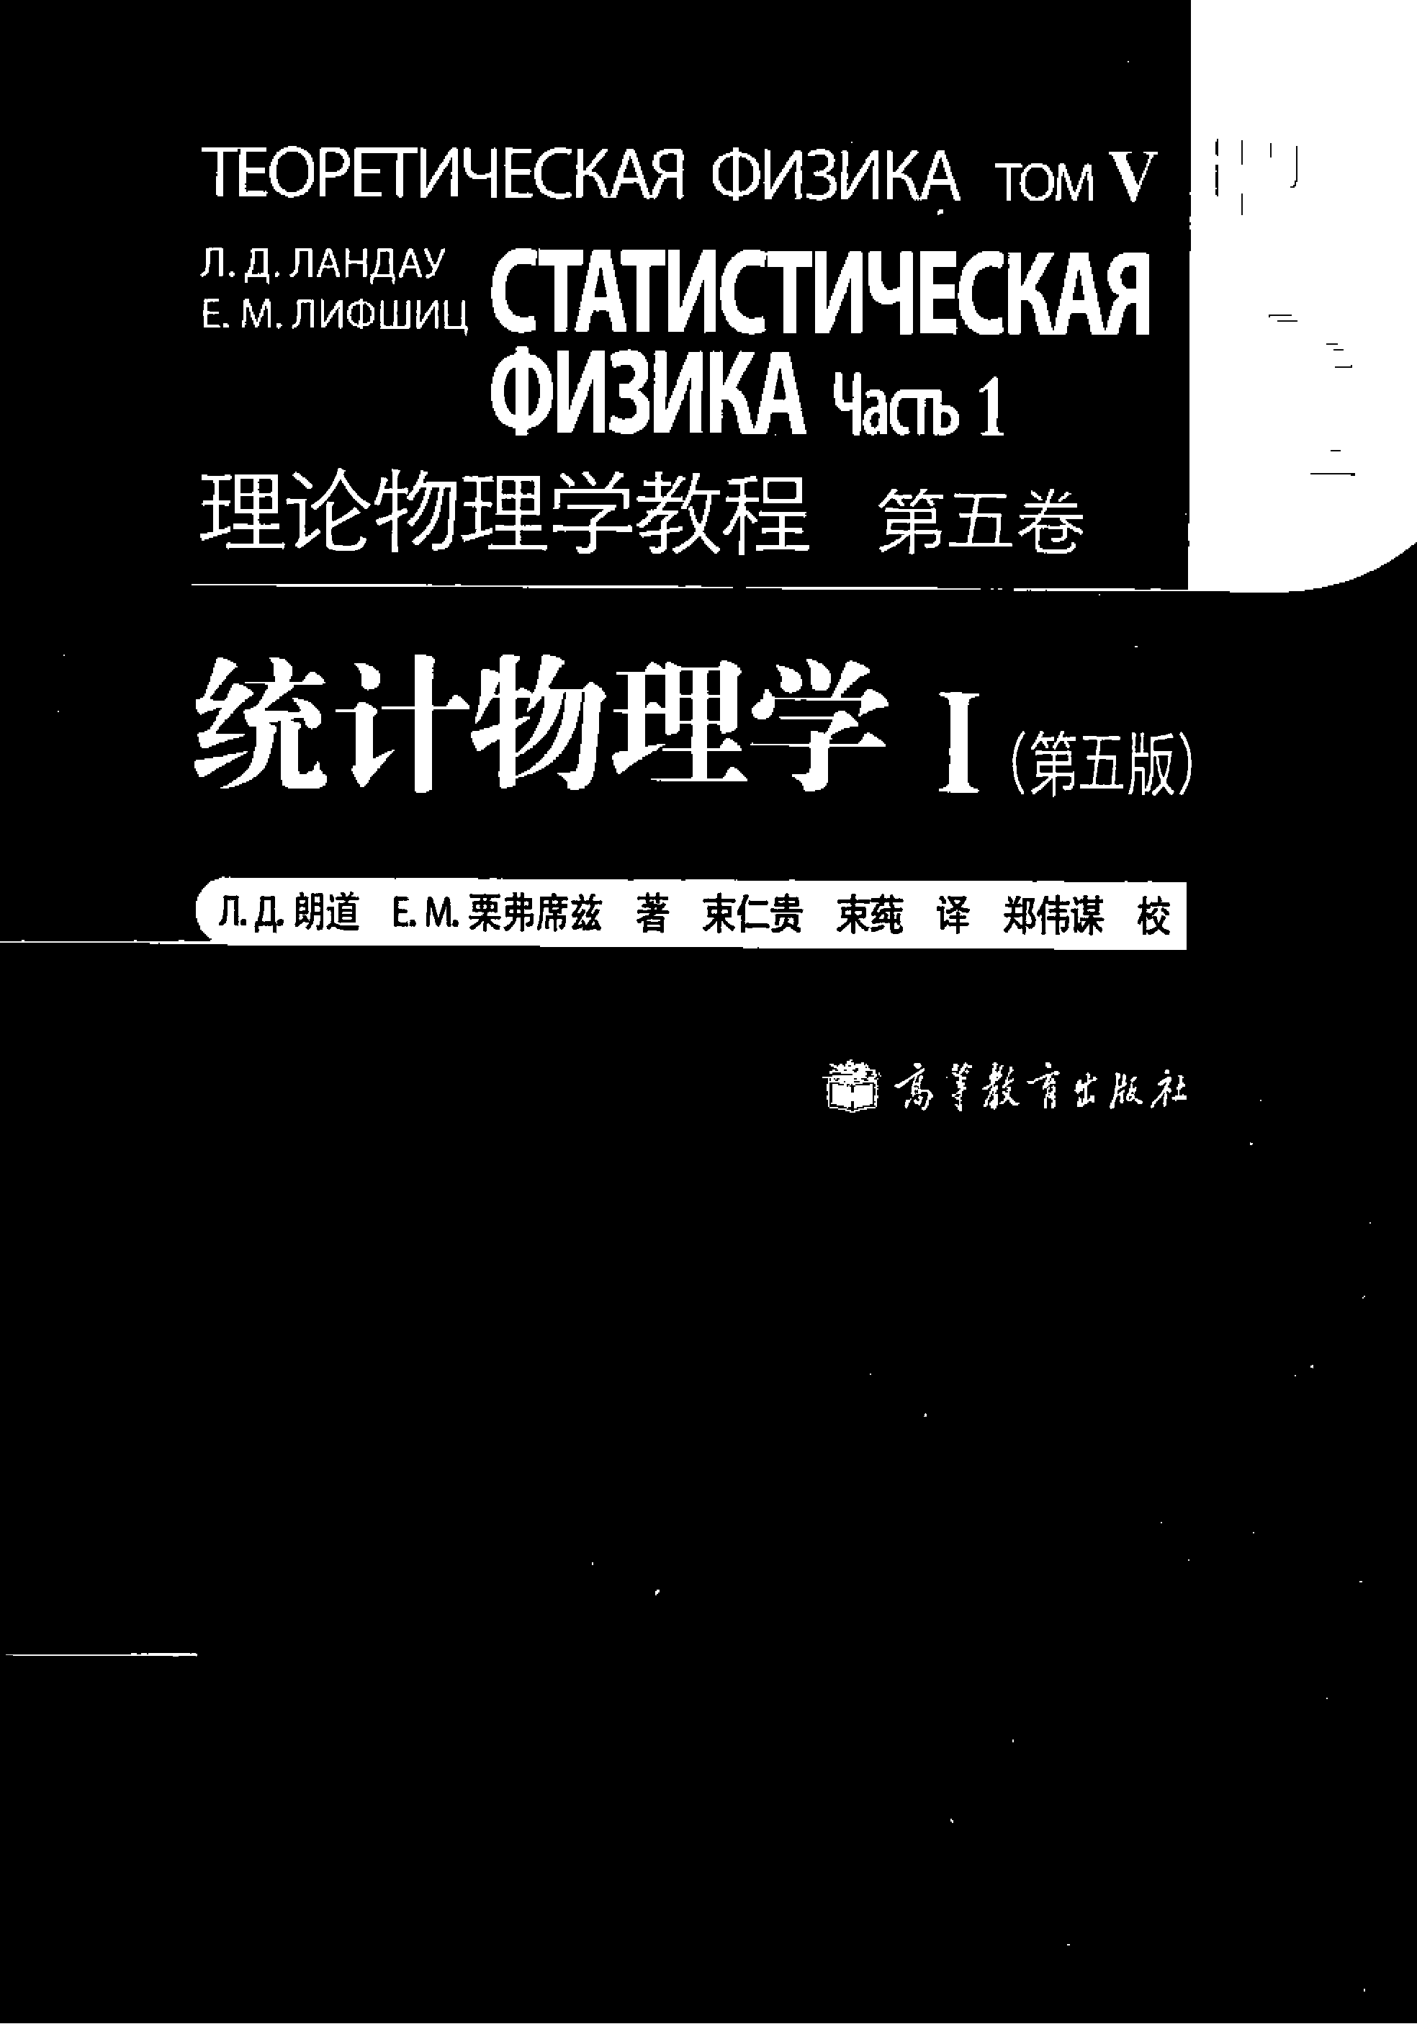 ТЕОРЕТИЧЕСКАЯ ФИЗИКА ТОМ V
Л. Д. ЛАНДАУ
Е. М. ЛИФШИЦ
СТАТИСТИЧЕСКАЯ
ФИЗИКА Часть 1
理论物理学教程 第五卷
统计物理学 I (第五版)
Л. Д. 朗道 Е. М. 栗弗席兹 著 束仁贵 束莼 译 郑伟谋 校
高等教育出版社